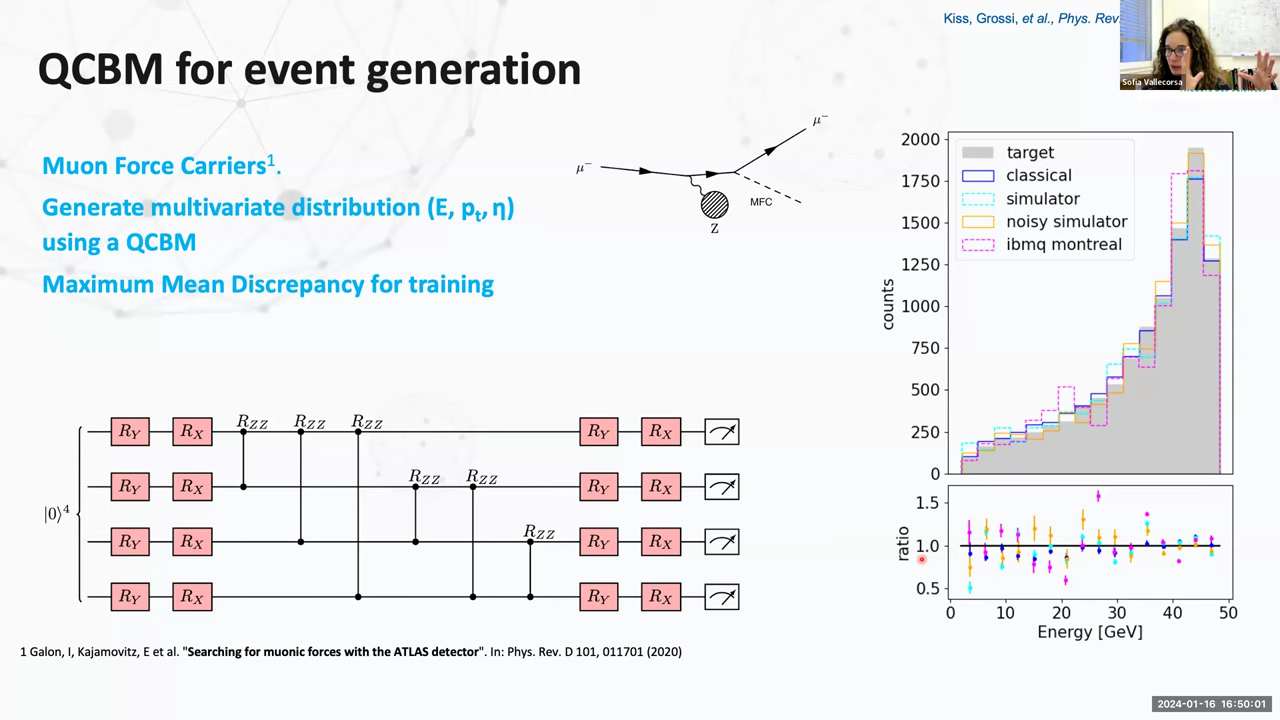 Kiss, Grossi, et al., Phys. Rev.
QCBM for event generation
Sofia Vallecorsa
Muon Force Carriers¹.
Generate multivariate distribution (E, pₜ, η)
using a QCBM
Maximum Mean Discrepancy for training
μ⁻
μ⁻
MFC
Z
target
classical
simulator
noisy simulator
ibmq montreal
counts
2000
1750
1500
1250
1000
750
500
250
0
ratio
1.5
1.0
0.5
0 10 20 30 40 50
Energy [GeV]
|0⟩⁴
R_Y R_X R_ZZ R_ZZ R_ZZ R_Y R_X
R_Y R_X R_ZZ R_ZZ R_Y R_X
R_Y R_X R_ZZ R_Y R_X
R_Y R_X R_Y R_X
1 Galon, I, Kajamovitz, E et al. "Searching for muonic forces with the ATLAS detector". In: Phys. Rev. D 101, 011701 (2020)
2024-01-16 16:50:01